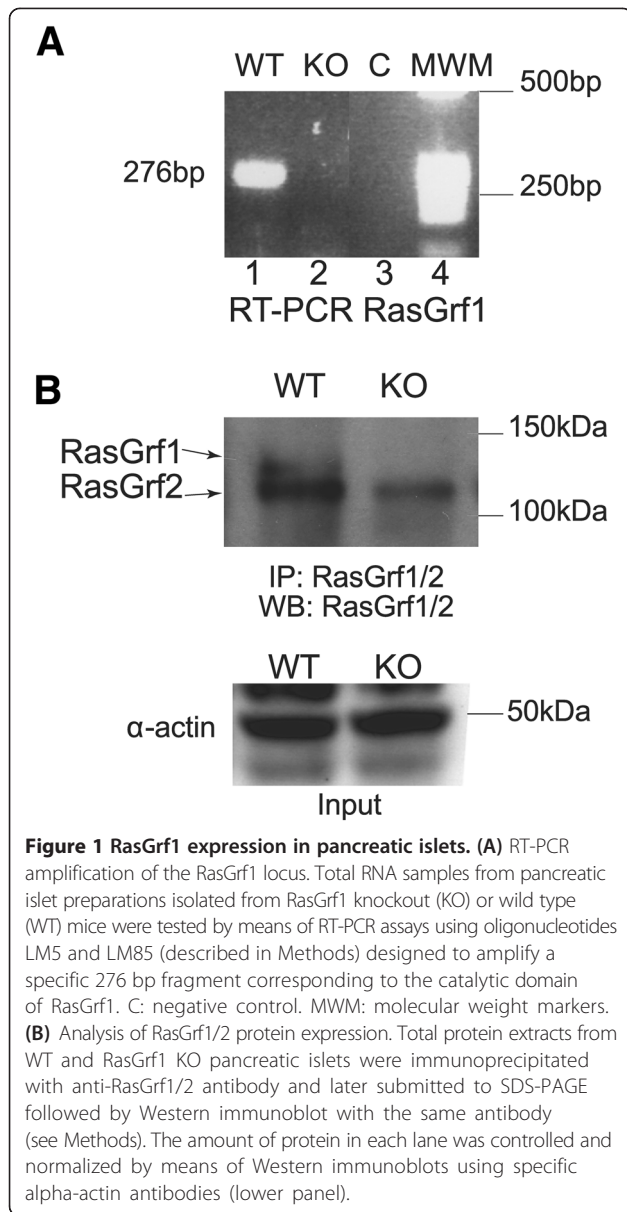 A
WT KO C MWM
500bp
276bp
250bp
1 2 3 4
RT-PCR RasGrf1
B
WT KO
150kDa
RasGrf1
RasGrf2
100kDa
IP: RasGrf1/2
WB: RasGrf1/2
WT KO
50kDa
α-actin
Input
Figure 1 RasGrf1 expression in pancreatic islets. (A) RT-PCR
amplification of the RasGrf1 locus. Total RNA samples from pancreatic
islet preparations isolated from RasGrf1 knockout (KO) or wild type
(WT) mice were tested by means of RT-PCR assays using oligonucleotides
LM5 and LM85 (described in Methods) designed to amplify a
specific 276 bp fragment corresponding to the catalytic domain
of RasGrf1. C: negative control. MWM: molecular weight markers.
(B) Analysis of RasGrf1/2 protein expression. Total protein extracts from
WT and RasGrf1 KO pancreatic islets were immunoprecipitated
with anti-RasGrf1/2 antibody and later submitted to SDS-PAGE
followed by Western immunoblot with the same antibody
(see Methods). The amount of protein in each lane was controlled and
normalized by means of Western immunoblots using specific
alpha-actin antibodies (lower panel).